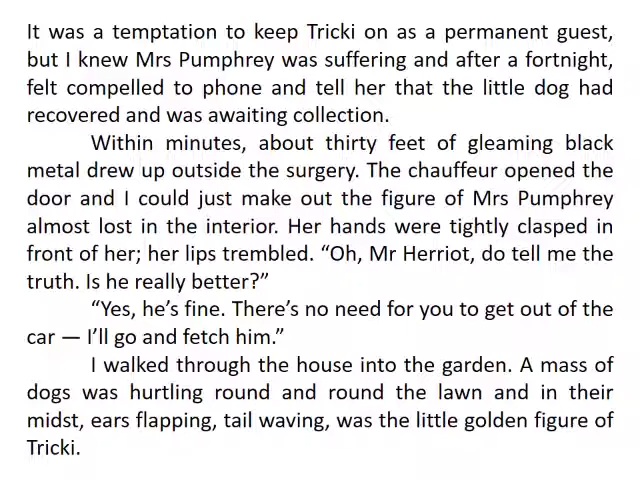 It was a temptation to keep Tricki on as a permanent guest,
but I knew Mrs Pumphrey was suffering and after a fortnight,
felt compelled to phone and tell her that the little dog had
recovered and was awaiting collection.
Within minutes, about thirty feet of gleaming black
metal drew up outside the surgery. The chauffeur opened the
door and I could just make out the figure of Mrs Pumphrey
almost lost in the interior. Her hands were tightly clasped in
front of her; her lips trembled. “Oh, Mr Herriot, do tell me the
truth. Is he really better?”
“Yes, he’s fine. There’s no need for you to get out of the
car — I’ll go and fetch him.”
I walked through the house into the garden. A mass of
dogs was hurtling round and round the lawn and in their
midst, ears flapping, tail waving, was the little golden figure of
Tricki.